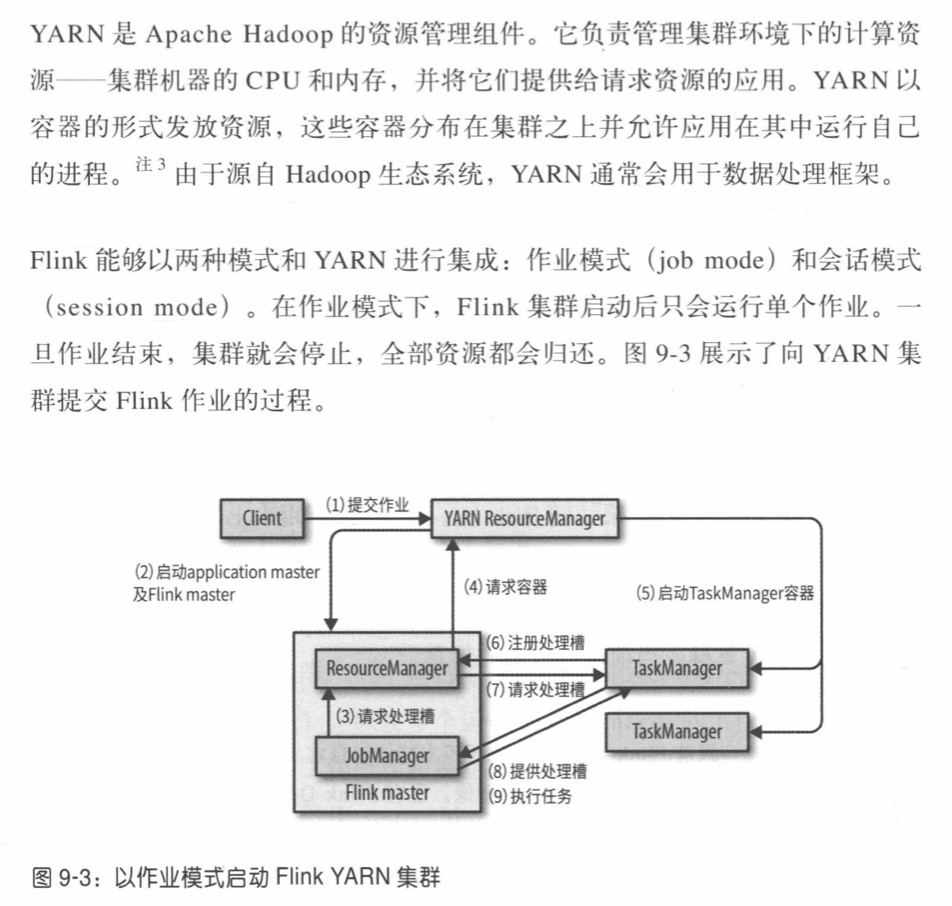 YARN 是 Apache Hadoop 的资源管理组件。它负责管理集群环境下的计算资
源——集群机器的 CPU 和内存，并将它们提供给请求资源的应用。YARN 以
容器的形式发放资源，这些容器分布在集群之上并允许应用在其中运行自己
的进程。注3 由于源自 Hadoop 生态系统，YARN 通常会用于数据处理框架。
Flink 能够以两种模式和 YARN 进行集成：作业模式（job mode）和会话模式
（session mode）。在作业模式下，Flink 集群启动后只会运行单个作业。一
旦作业结束，集群就会停止，全部资源都会归还。图 9-3 展示了向 YARN 集
群提交 Flink 作业的过程。
(1)提交作业
Client
YARN ResourceManager
(2)启动application master
及Flink master
(4)请求容器
(5)启动TaskManager容器
(6)注册处理槽
ResourceManager
TaskManager
(7)请求处理槽
(3)请求处理槽
TaskManager
JobManager
(8)提供处理槽
Flink master
(9)执行任务
图 9-3：以作业模式启动 Flink YARN 集群